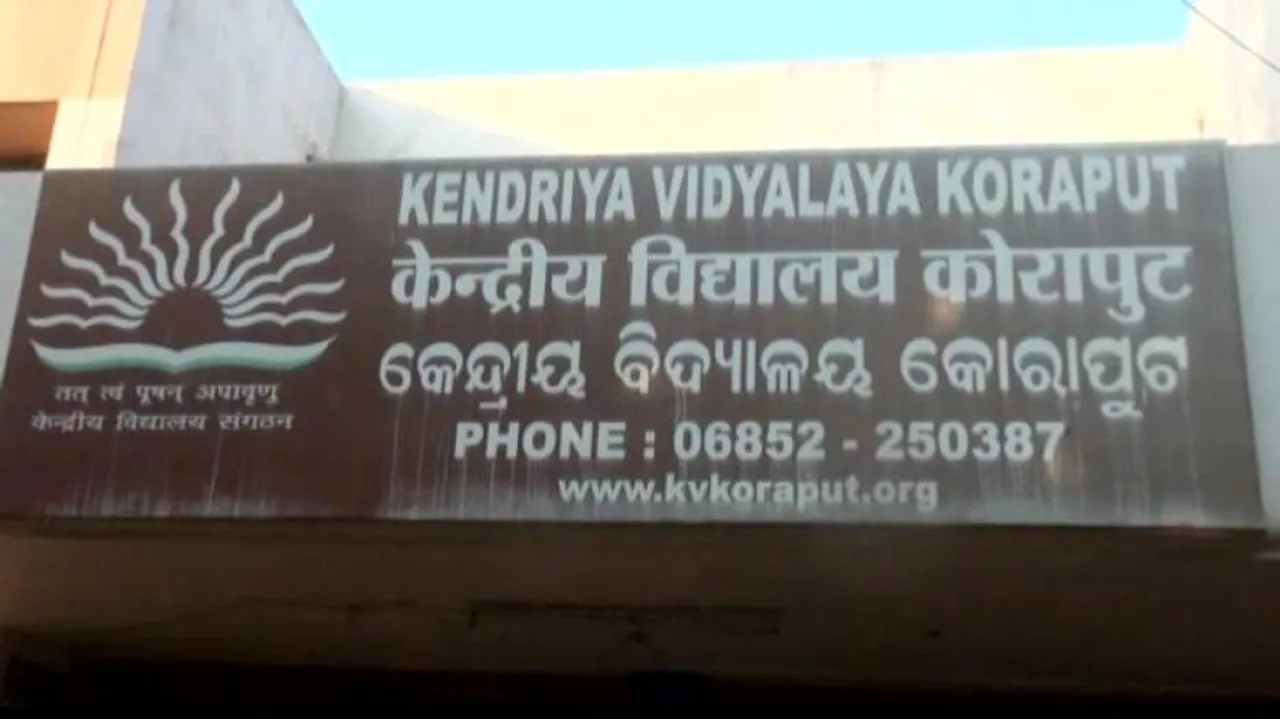 KENDRIYA VIDYALAYA KORAPUT
केन्द्रीय विद्यालय कोरापुट
କେନ୍ଦ୍ରୀୟ ବିଦ୍ୟାଳୟ କୋରାପୁଟ
PHONE : 06852 - 250387
www.kvkoraput.org
तत् त्वं पूषन् अपावृणु
केन्द्रीय विद्यालय संगठन